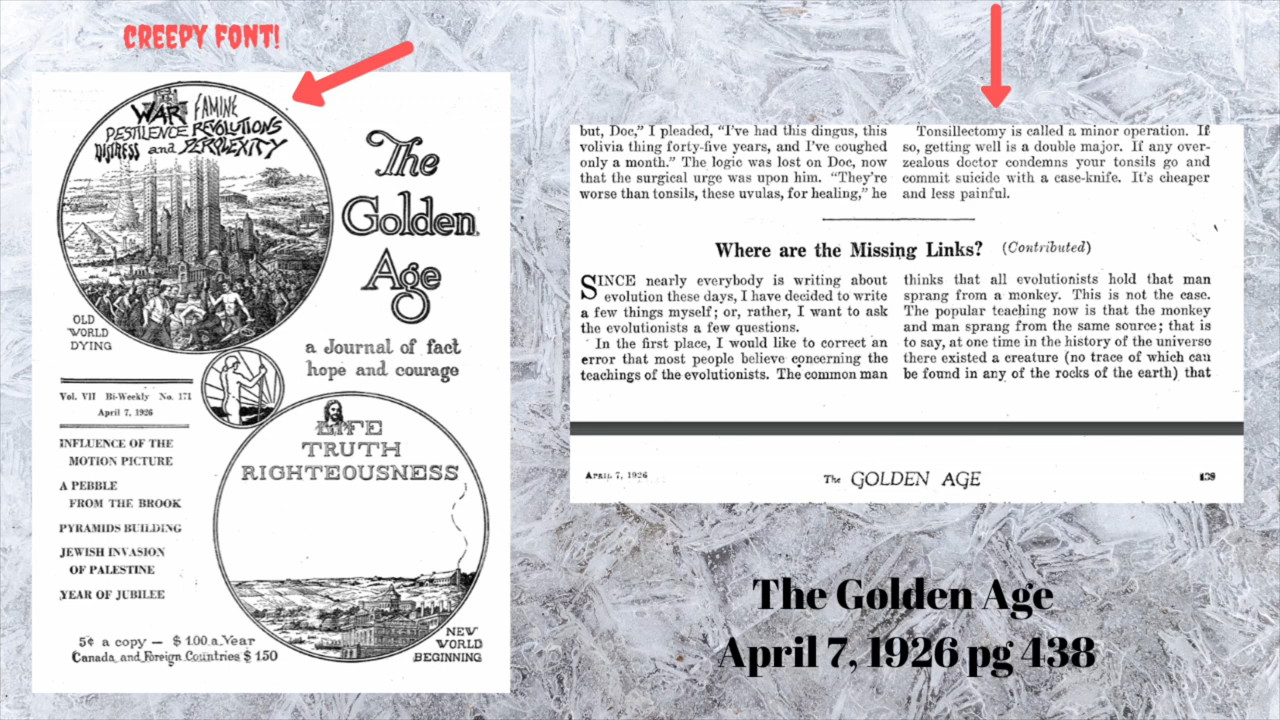 CREEPY FONT!
WAR FAMINE
PESTILENCE REVOLUTIONS
DISTRESS and PERPLEXITY
The
Golden
Age
OLD
WORLD
DYING
a Journal of fact
hope and courage
Vol. VII Bi-Weekly No. 171
April 7, 1926
INFLUENCE OF THE
MOTION PICTURE
A PEBBLE
FROM THE BROOK
PYRAMIDS BUILDING
JEWISH INVASION
OF PALESTINE
YEAR OF JUBILEE
LIFE
TRUTH
RIGHTEOUSNESS
NEW
WORLD
BEGINNING
5¢ a copy — $ 1.00 a Year
Canada and Foreign Countries $ 1.50
but, Doc," I pleaded, "I've had this dingus, this
volivia thing forty-five years, and I've coughed
only a month." The logic was lost on Doc, now
that the surgical urge was upon him. "They're
worse than tonsils, these uvulas, for healing," he
Tonsillectomy is called a minor operation. If
so, getting well is a double major. If any over-
zealous doctor condemns your tonsils go and
commit suicide with a case-knife. It's cheaper
and less painful.
Where are the Missing Links? (Contributed)
SINCE nearly everybody is writing about
evolution these days, I have decided to write
a few things myself; or, rather, I want to ask
the evolutionists a few questions.
In the first place, I would like to correct an
error that most people believe concerning the
teachings of the evolutionists. The common man
thinks that all evolutionists hold that man
sprang from a monkey. This is not the case.
The popular teaching now is that the monkey
and man sprang from the same source; that is
to say, at one time in the history of the universe
there existed a creature (no trace of which can
be found in any of the rocks of the earth) that
April 7, 1926 The GOLDEN AGE 439
The Golden Age
April 7, 1926 pg 438